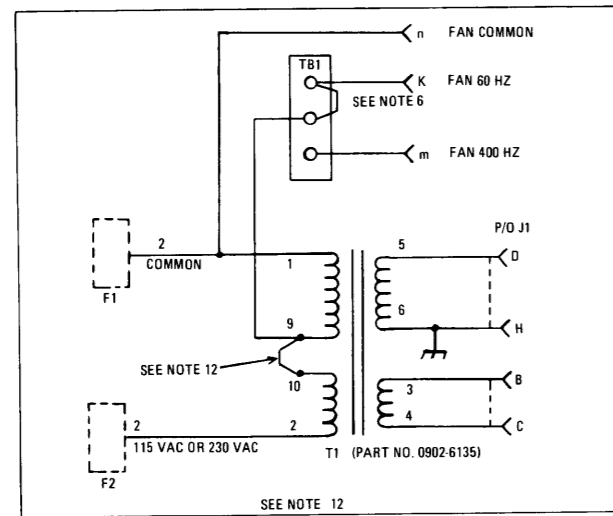 n FAN COMMON
TB1
K FAN 60 HZ
SEE NOTE 6
m FAN 400 HZ
P/O J1
2
COMMON
F1
1
5
D
6
H
9
SEE NOTE 12
10
3
B
4
C
2
115 VAC OR 230 VAC
2
F2
T1 (PART NO. 0902-6135)
SEE NOTE 12